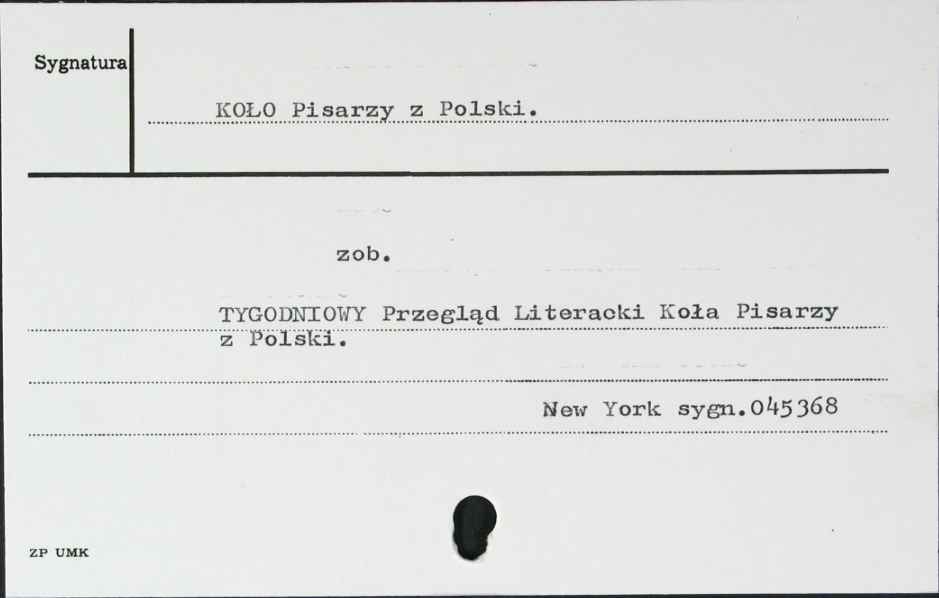 Sygnatura
KOŁO Pisarzy z Polski.
zob.
TYGODNIOWY Przegląd Literacki Koła Pisarzy
z Polski.
New York sygn.045368
ZP UMK